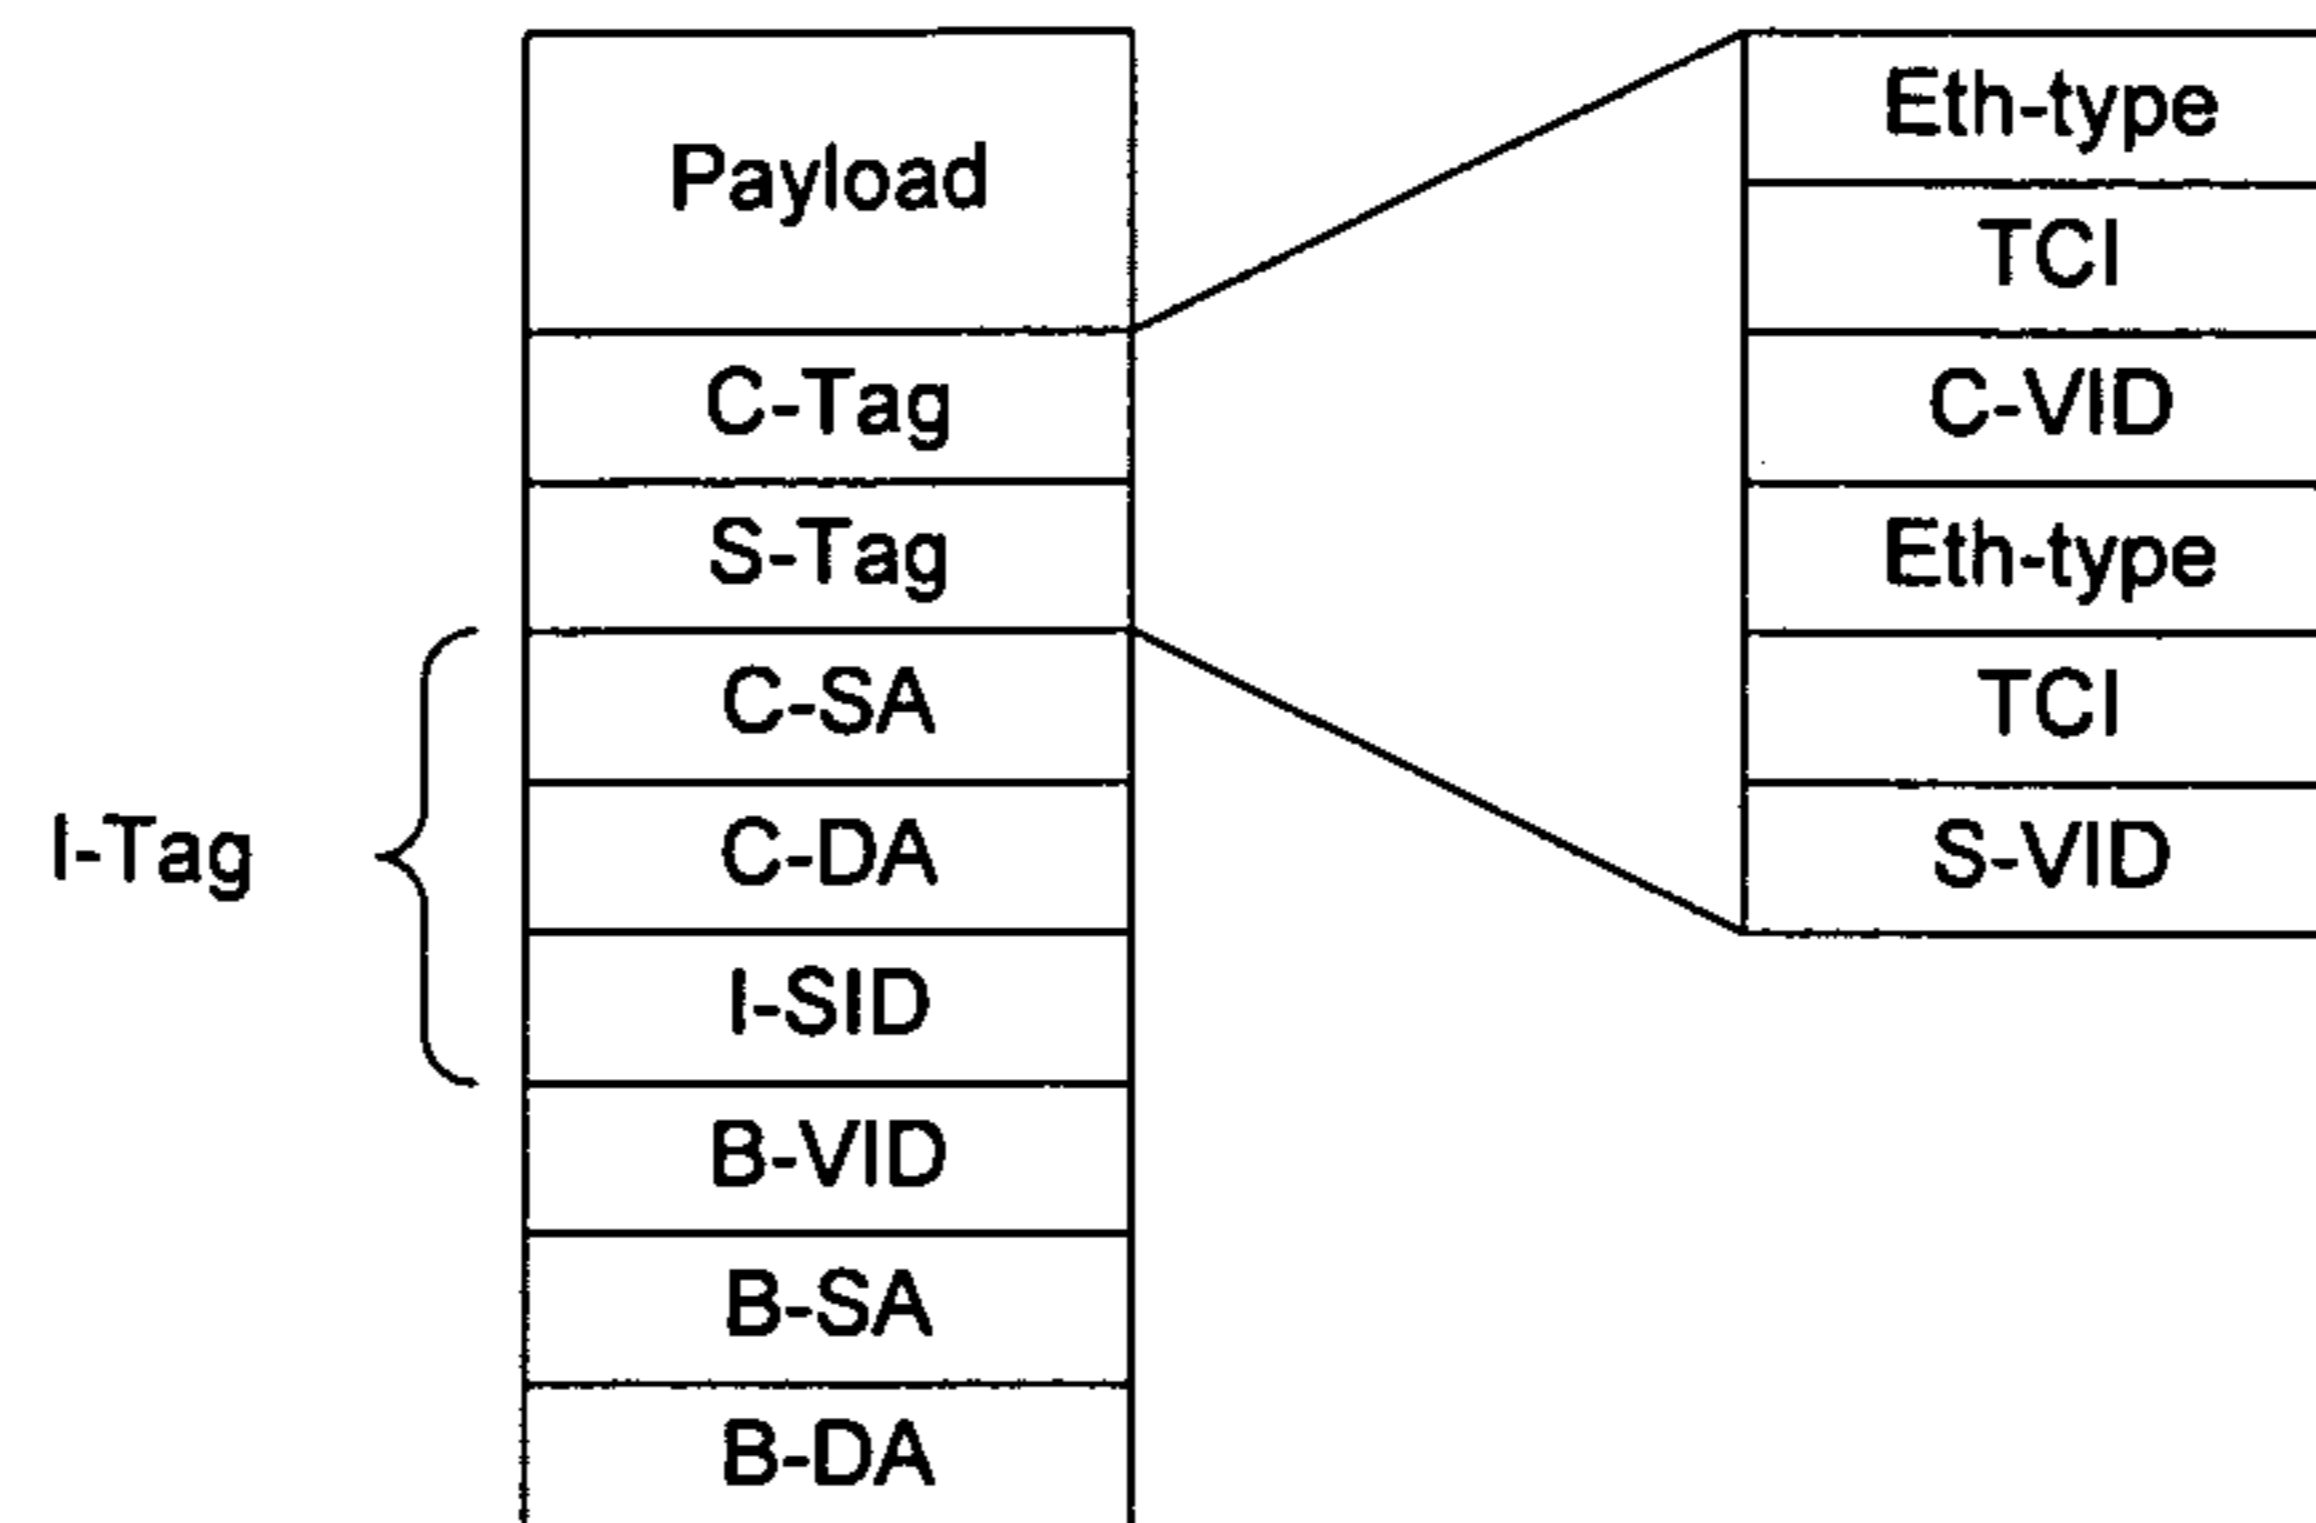 Payload
C-Tag
S-Tag
C-SA
C-DA
I-SID
B-VID
B-SA
B-DA
I-Tag
Eth-type
TCI
C-VID
Eth-type
TCI
S-VID